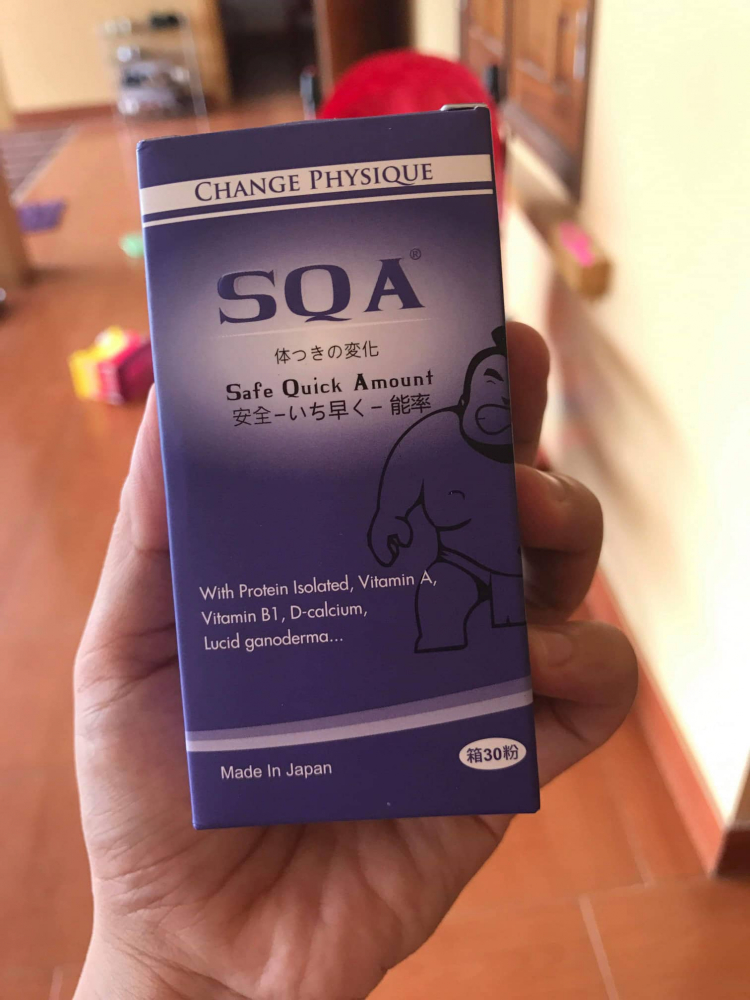 CHANGE PHYSIQUE
SQA®
体つきの変化
Safe Quick Amount
安全-いち早く- 能率
With Protein Isolated, Vitamin A,
Vitamin B1, D-calcium,
Lucid ganoderma...
Made In Japan
箱30粉